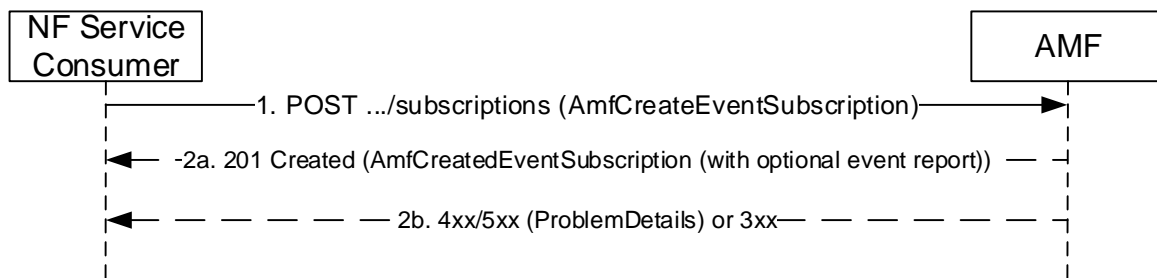 NF Service
Consumer
AMF
1. POST .../subscriptions (AmfCreateEventSubscription)
-2a. 201 Created (AmfCreatedEventSubscription (with optional event report))
2b. 4xx/5xx (ProblemDetails) or 3xx